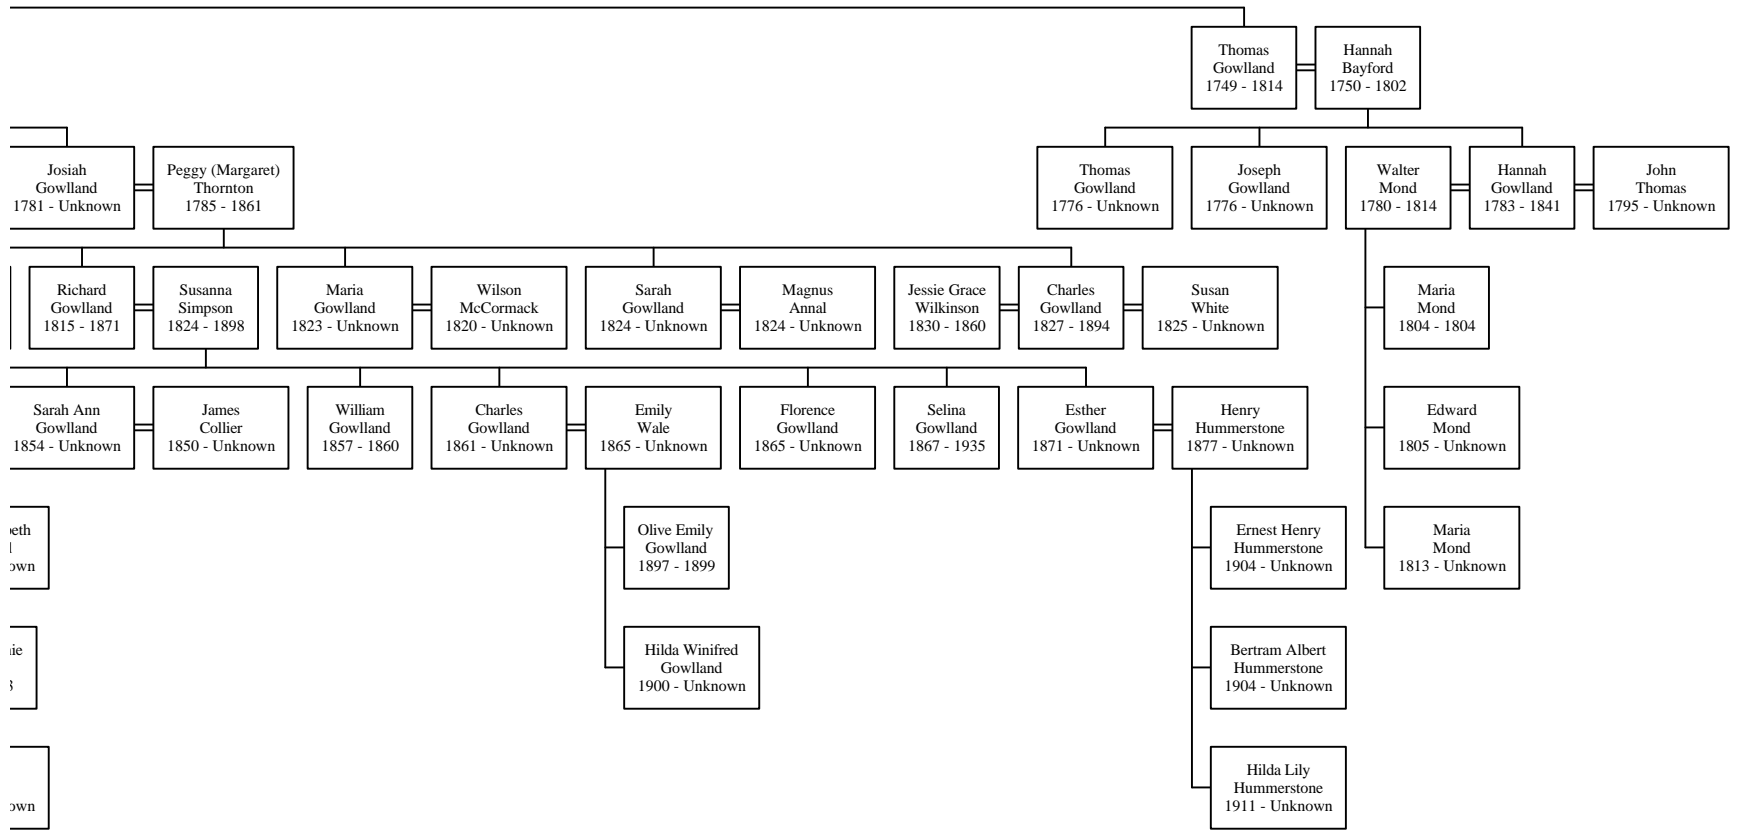 Thomas
Gowlland
1749 - 1814
Hannah
Bayford
1750 - 1802
Josiah
Gowlland
1781 - Unknown
Peggy (Margaret)
Thornton
1785 - 1861
Thomas
Gowlland
1776 - Unknown
Joseph
Gowlland
1776 - Unknown
Walter
Mond
1780 - 1814
Hannah
Gowlland
1783 - 1841
John
Thomas
1795 - Unknown
Richard
Gowlland
1815 - 1871
Susanna
Simpson
1824 - 1898
Maria
Gowlland
1823 - Unknown
Wilson
McCormack
1820 - Unknown
Sarah
Gowlland
1824 - Unknown
Magnus
Annal
1824 - Unknown
Jessie Grace
Wilkinson
1830 - 1860
Charles
Gowlland
1827 - 1894
Susan
White
1825 - Unknown
Maria
Mond
1804 - 1804
Sarah Ann
Gowlland
1854 - Unknown
James
Collier
1850 - Unknown
William
Gowlland
1857 - 1860
Charles
Gowlland
1861 - Unknown
Emily
Wale
1865 - Unknown
Florence
Gowlland
1865 - Unknown
Selina
Gowlland
1867 - 1935
Esther
Gowlland
1871 - Unknown
Henry
Hummerstone
1877 - Unknown
Edward
Mond
1805 - Unknown
Olive Emily
Gowlland
1897 - 1899
Ernest Henry
Hummerstone
1904 - Unknown
Maria
Mond
1813 - Unknown
Hilda Winifred
Gowlland
1900 - Unknown
Bertram Albert
Hummerstone
1904 - Unknown
Hilda Lily
Hummerstone
1911 - Unknown